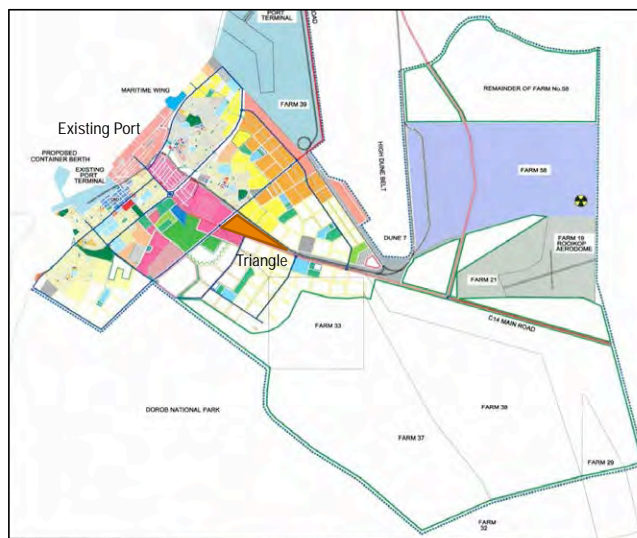 PORT
TERMINAL
ROAD
REMAINDER OF FARM No.58
MARITIME WING
FARM 39
Existing Port
HIGH DUNE BELT
PROPOSED
CONTAINER BERTH
EXISTING
PORT
TERMINAL
FARM 58
DUNE 7
FARM 19
ROOIKOP
AERODOME
Triangle
FARM 21
C14 MAIN ROAD
FARM 33
DOROB NATIONAL PARK
FARM 38
FARM 37
FARM 29
FARM
32